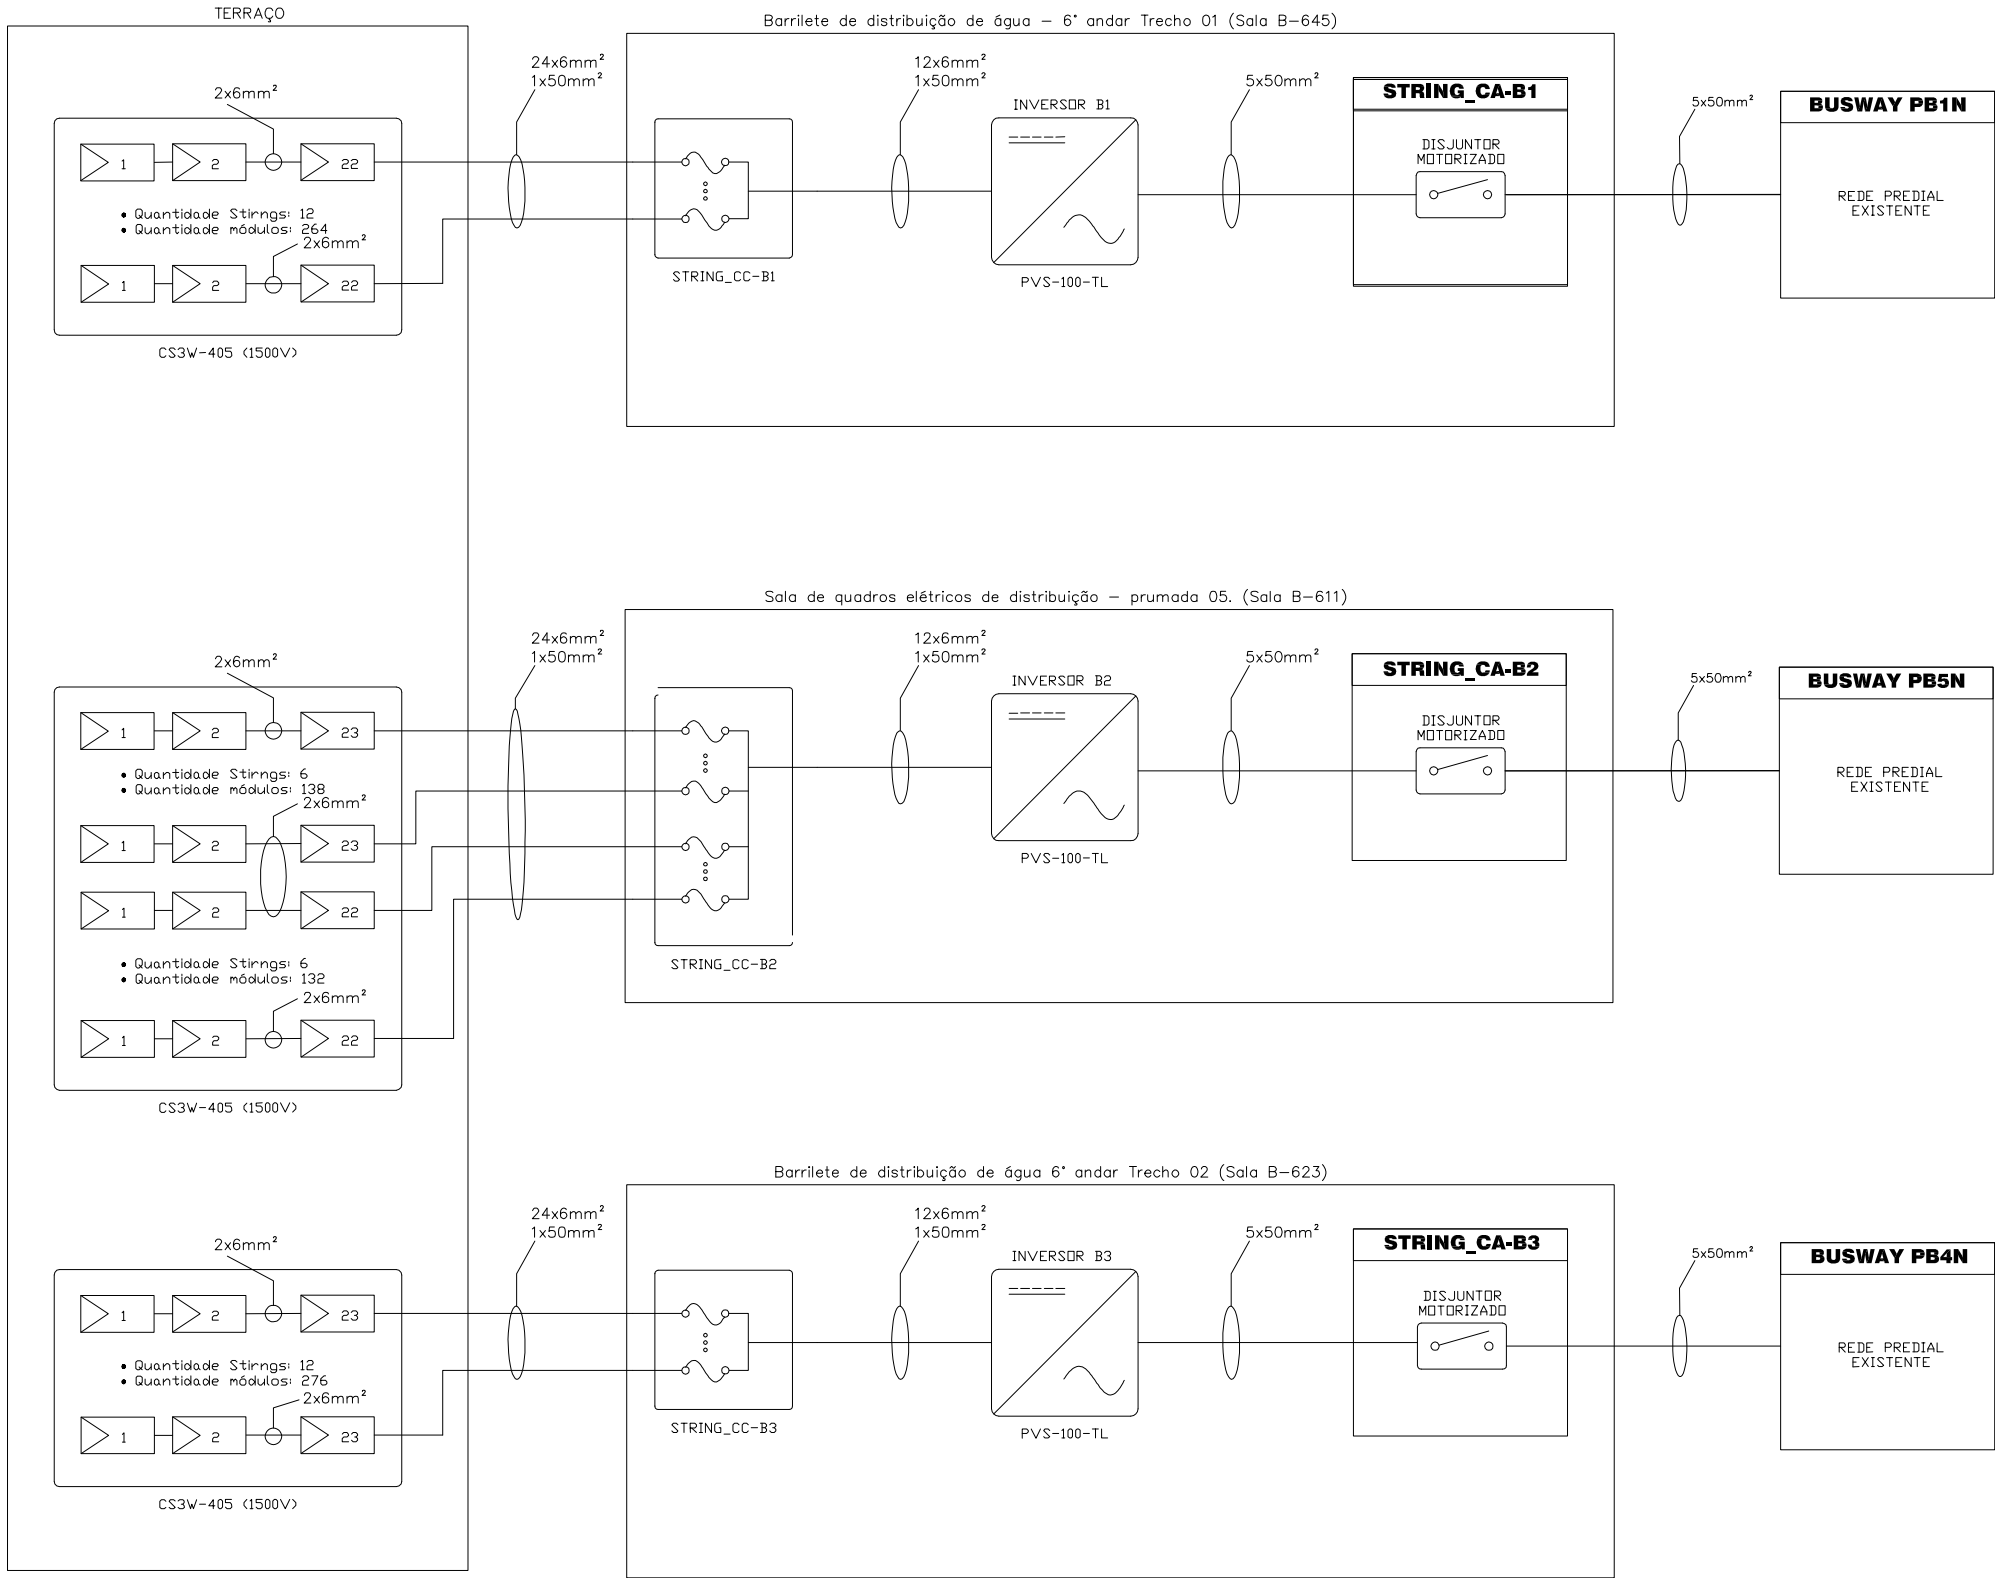 TERRAÇO
Barrilete de distribuição de água – 6° andar Trecho 01 (Sala B–645)
2x6mm²
1
2
22
• Quantidade Stirngs: 12
• Quantidade módulos: 264
2x6mm²
1
2
22
CS3W-405 (1500V)
24x6mm²
1x50mm²
STRING_CC-B1
12x6mm²
1x50mm²
INVERSOR B1
PVS-100-TL
5x50mm²
STRING_CA-B1
DISJUNTOR
MOTORIZADO
5x50mm²
BUSWAY PB1N
REDE PREDIAL
EXISTENTE
Sala de quadros elétricos de distribuição – prumada 05. (Sala B–611)
2x6mm²
1
2
23
• Quantidade Stirngs: 6
• Quantidade módulos: 138
2x6mm²
1
2
23
1
2
22
• Quantidade Stirngs: 6
• Quantidade módulos: 132
2x6mm²
1
2
22
CS3W-405 (1500V)
24x6mm²
1x50mm²
STRING_CC-B2
12x6mm²
1x50mm²
INVERSOR B2
PVS-100-TL
5x50mm²
STRING_CA-B2
DISJUNTOR
MOTORIZADO
5x50mm²
BUSWAY PB5N
REDE PREDIAL
EXISTENTE
Barrilete de distribuição de água 6° andar Trecho 02 (Sala B–623)
2x6mm²
1
2
23
• Quantidade Stirngs: 12
• Quantidade módulos: 276
2x6mm²
1
2
23
CS3W-405 (1500V)
24x6mm²
1x50mm²
STRING_CC-B3
12x6mm²
1x50mm²
INVERSOR B3
PVS-100-TL
5x50mm²
STRING_CA-B3
DISJUNTOR
MOTORIZADO
5x50mm²
BUSWAY PB4N
REDE PREDIAL
EXISTENTE